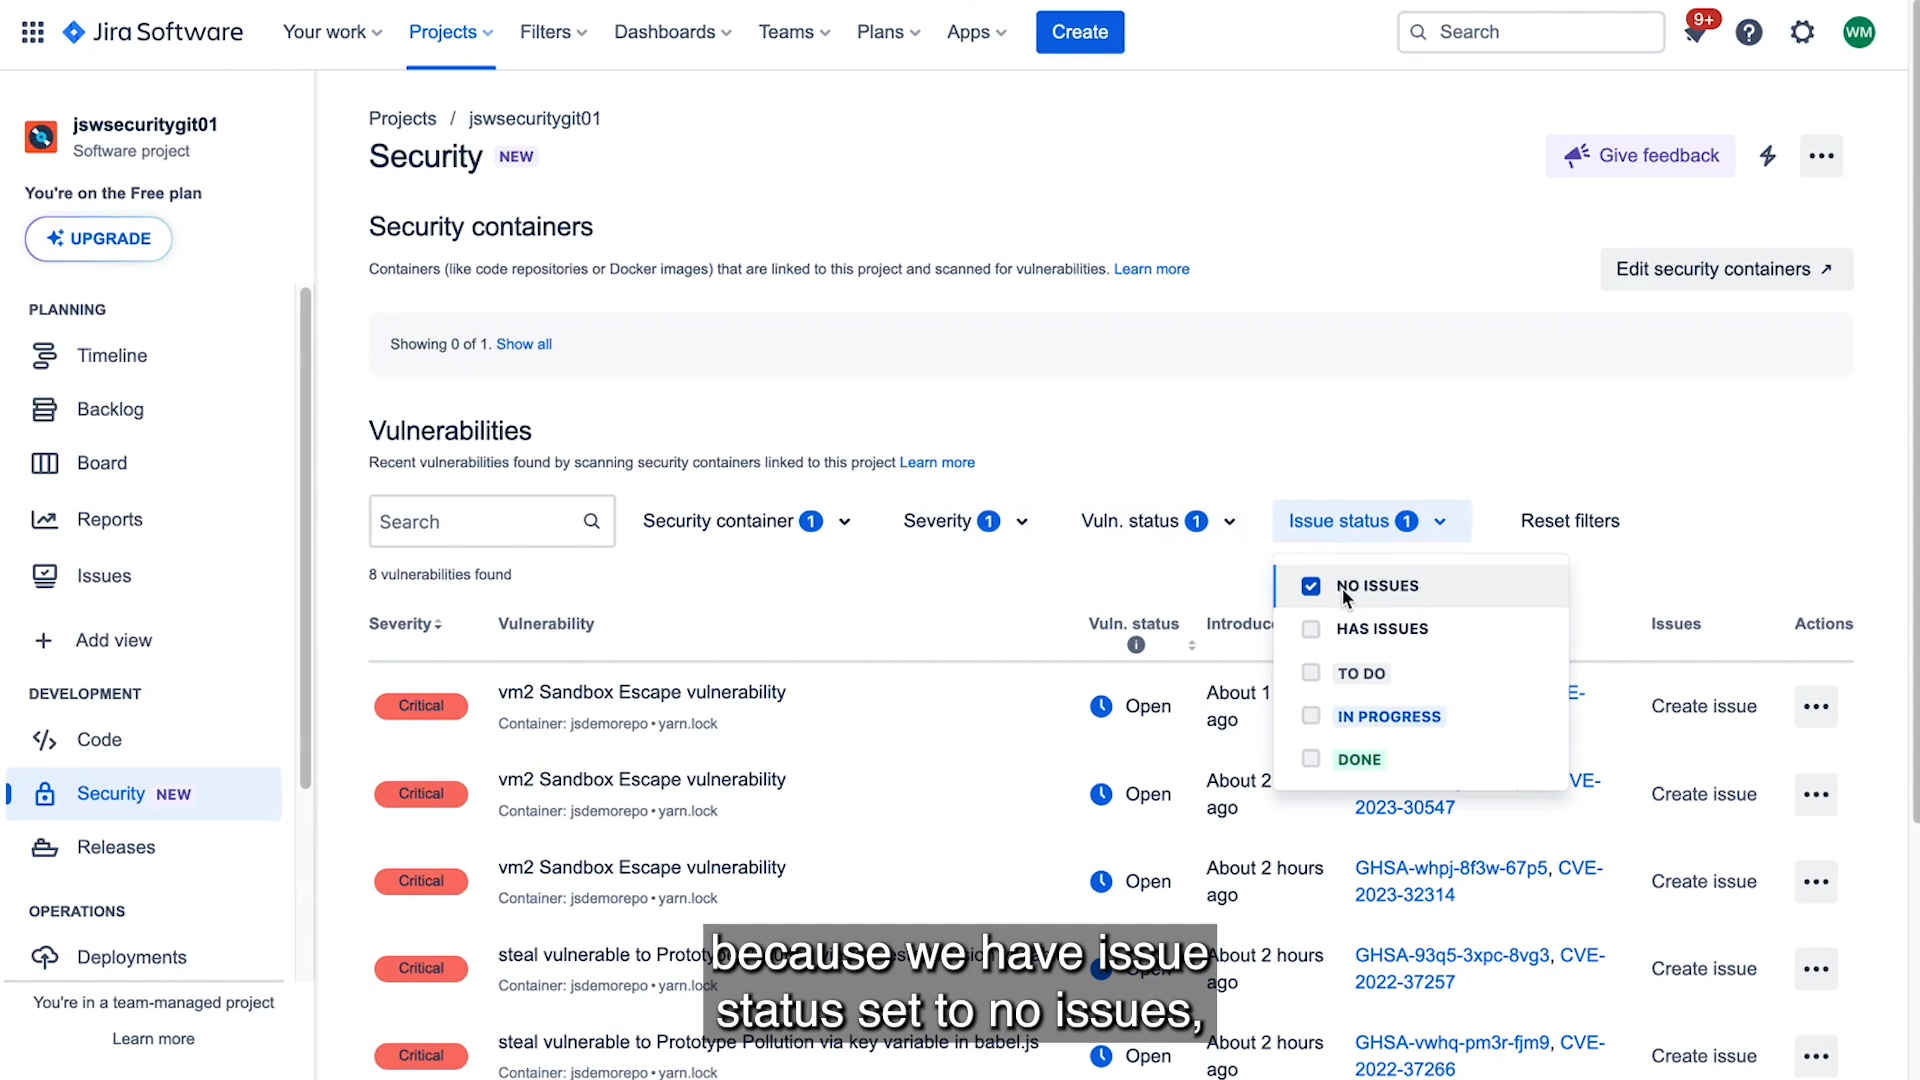 Jira Software
Your work
Projects
Filters
Dashboards
Teams
Plans
Apps
Create
Search
9+
WM
jswsecuritygit01
Software project
You're on the Free plan
UPGRADE
PLANNING
Timeline
Backlog
Board
Reports
Issues
Add view
DEVELOPMENT
Code
Security NEW
Releases
OPERATIONS
Deployments
You're in a team-managed project
Learn more
Projects / jswsecuritygit01
Security NEW
Give feedback
Security containers
Containers (like code repositories or Docker images) that are linked to this project and scanned for vulnerabilities. Learn more
Edit security containers
Showing 0 of 1. Show all
Vulnerabilities
Recent vulnerabilities found by scanning security containers linked to this project Learn more
Search
Security container 1
Severity 1
Vuln. status 1
Issue status 1
Reset filters
NO ISSUES
HAS ISSUES
TO DO
IN PROGRESS
DONE
8 vulnerabilities found
Severity Vulnerability Vuln. status Issues Actions
Critical vm2 Sandbox Escape vulnerability Open About 1 E- Create issue
Container: jsdemorepo • yarn.lock ago
Critical vm2 Sandbox Escape vulnerability Open About 2 VE- Create issue
Container: jsdemorepo • yarn.lock ago 2023-30547
Critical vm2 Sandbox Escape vulnerability Open About 2 hours GHSA-whpj-8f3w-67p5, CVE- Create issue
Container: jsdemorepo • yarn.lock ago 2023-32314
Critical steal vulnerable to About 2 hours GHSA-93q5-3xpc-8vg3, CVE- Create issue
Container: jsdemorepo • yarn.lock ago 2022-37257
Critical steal vulnerable to Prototype Pollution via key variable in babel.js Open About 2 hours GHSA-vwhq-pm3r-fjm9, CVE- Create issue
Container: jsdemorepo • yarn.lock ago 2022-37266
because we have issue
status set to no issues,